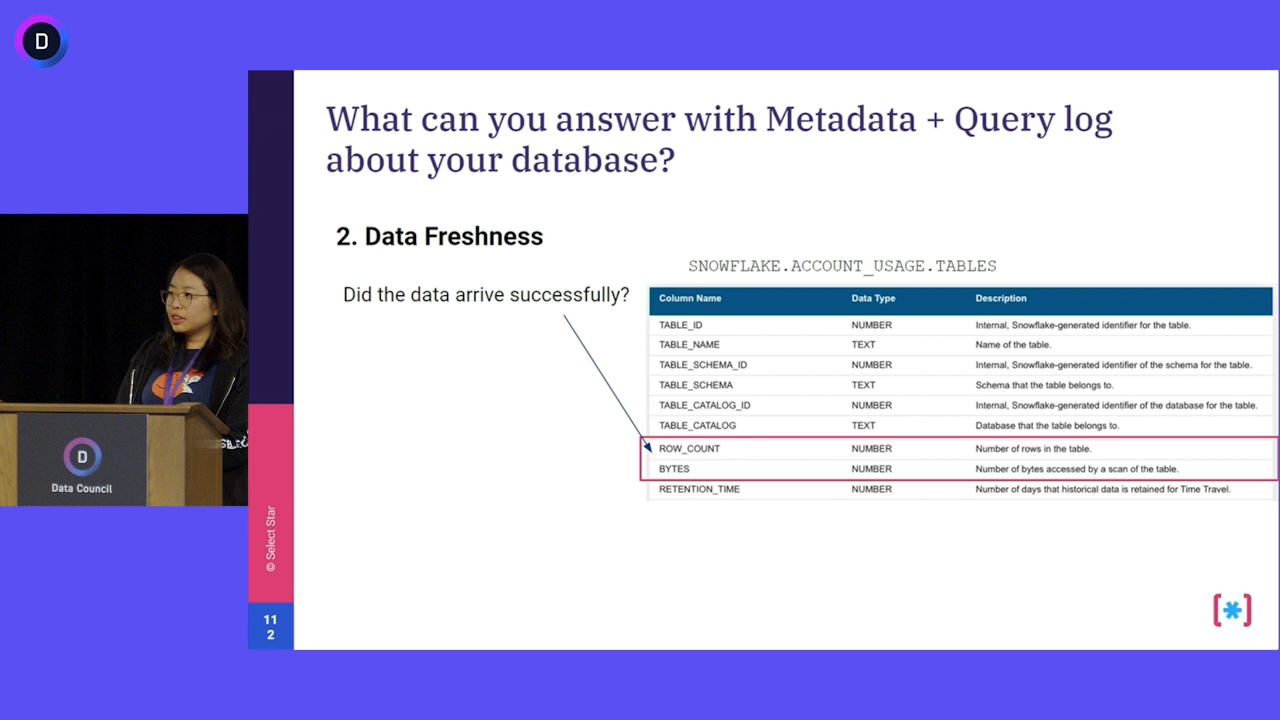 D
What can you answer with Metadata + Query log
about your database?
2. Data Freshness
SNOWFLAKE.ACCOUNT_USAGE.TABLES
Did the data arrive successfully?
Column Name Data Type Description
TABLE_ID NUMBER Internal, Snowflake-generated identifier for the table.
TABLE_NAME TEXT Name of the table.
TABLE_SCHEMA_ID NUMBER Internal, Snowflake-generated identifier of the schema for the table.
TABLE_SCHEMA TEXT Schema that the table belongs to.
TABLE_CATALOG_ID NUMBER Internal, Snowflake-generated identifier of the database for the table.
TABLE_CATALOG TEXT Database that the table belongs to.
ROW_COUNT NUMBER Number of rows in the table.
BYTES NUMBER Number of bytes accessed by a scan of the table.
RETENTION_TIME NUMBER Number of days that historical data is retained for Time Travel.
D
Data Council
© Select Star
11
2
[*]